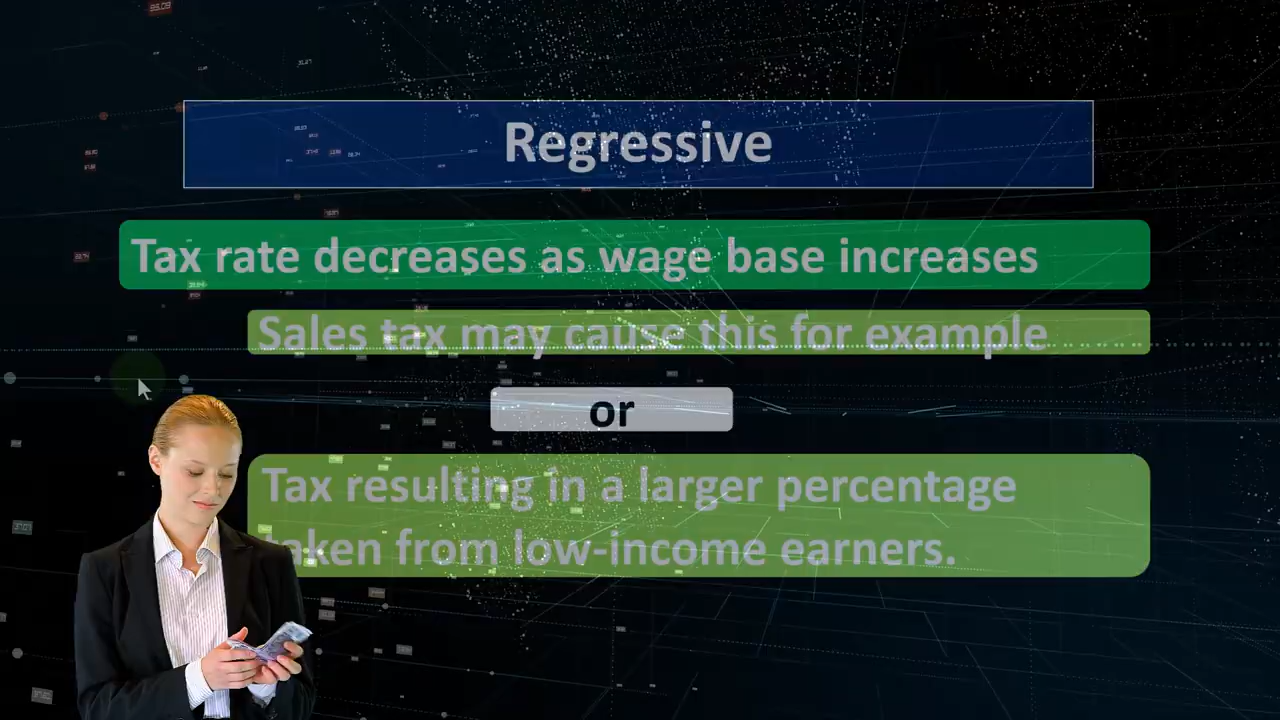 Regressive
Tax rate decreases as wage base increases
Sales tax may cause this for example
or
Tax resulting in a larger percentage
taken from low-income earners.